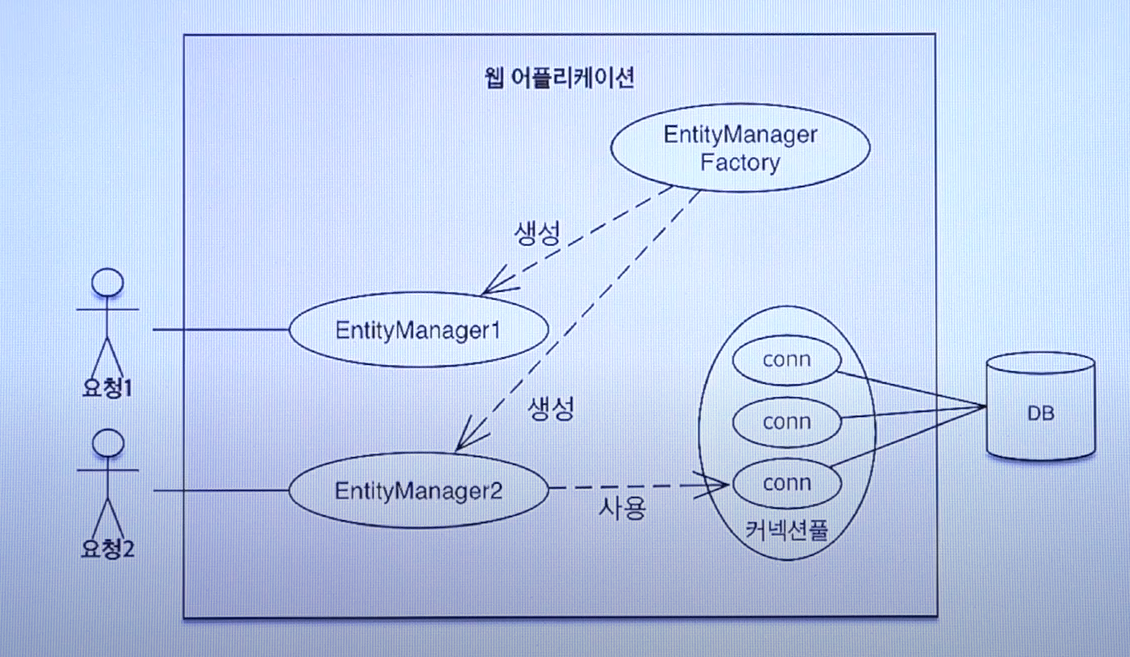 웹 어플리케이션
EntityManager
Factory
생성
EntityManager1
요청1
conn
conn
DB
생성
EntityManager2
conn
사용
커넥션풀
요청2